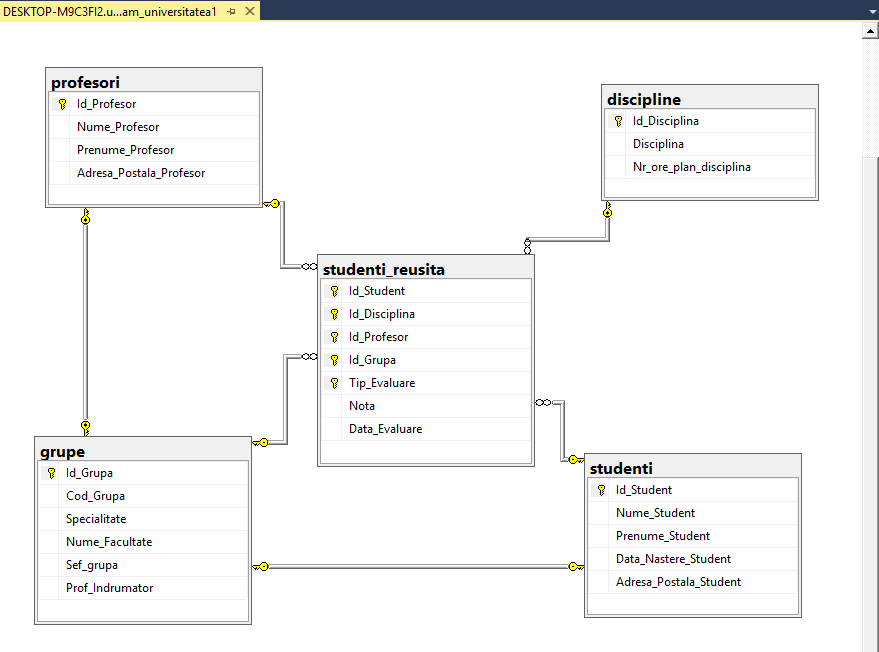 DESKTOP-M9C3FI2.u...am_universitatea1
profesori
Id_Profesor
Nume_Profesor
Prenume_Profesor
Adresa_Postala_Profesor
discipline
Id_Disciplina
Disciplina
Nr_ore_plan_disciplina
studenti_reusita
Id_Student
Id_Disciplina
Id_Profesor
Id_Grupa
Tip_Evaluare
Nota
Data_Evaluare
grupe
Id_Grupa
Cod_Grupa
Specialitate
Nume_Facultate
Sef_grupa
Prof_Indrumator
studenti
Id_Student
Nume_Student
Prenume_Student
Data_Nastere_Student
Adresa_Postala_Student